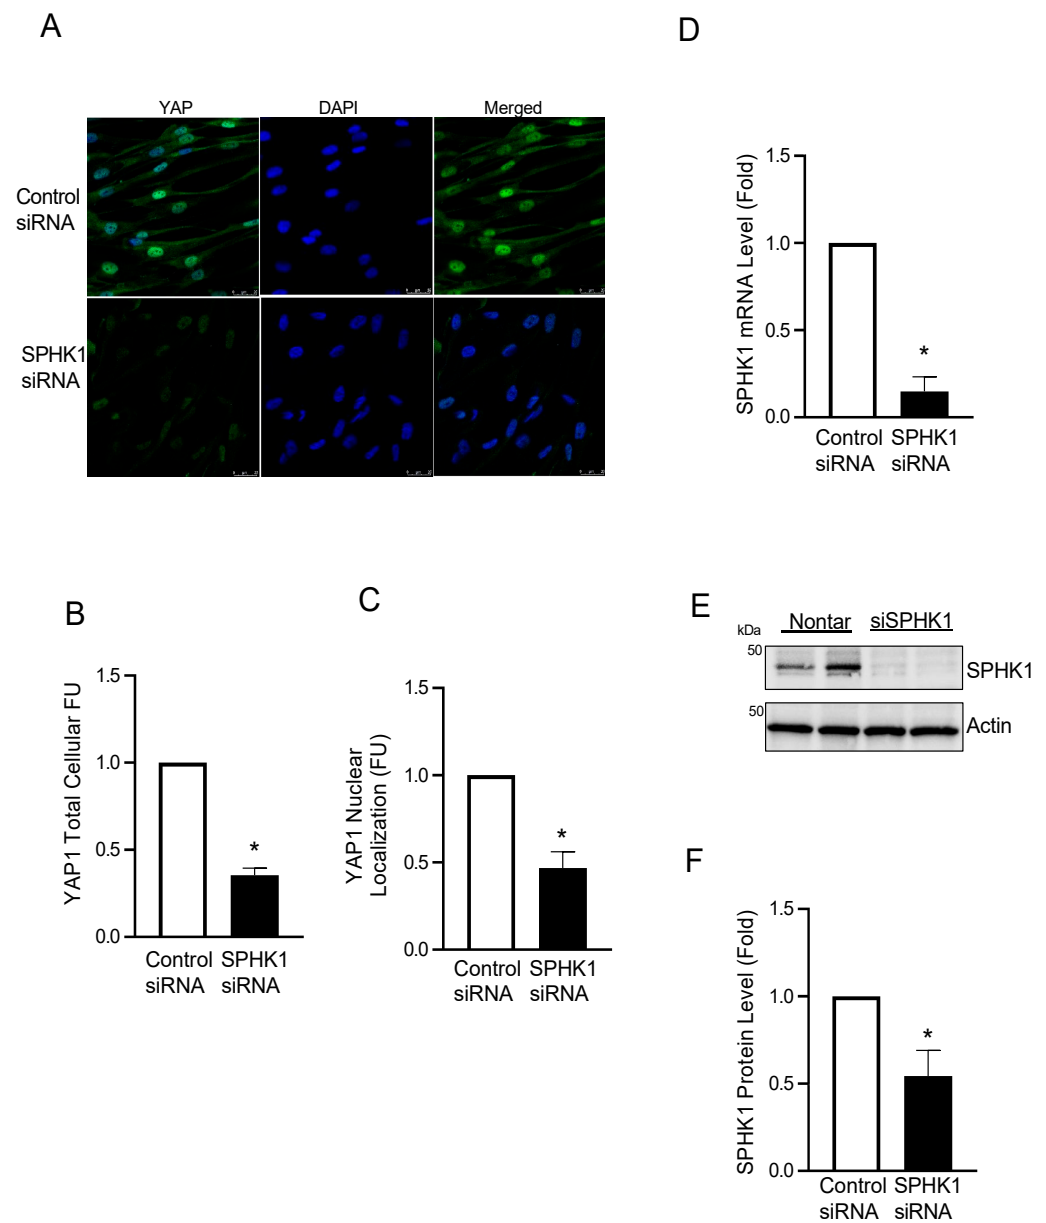 A
YAP DAPI Merged
Control
siRNA
SPHK1
siRNA
B
YAP1 Total Cellular FU
1.5
1.0
0.5
0.0
*
Control SPHK1
siRNA siRNA
C
YAP1 Nuclear
Localization (FU)
1.5
1.0
0.5
0.0
*
Control SPHK1
siRNA siRNA
D
SPHK1 mRNA Level (Fold)
1.5
1.0
0.5
0.0
*
Control SPHK1
siRNA siRNA
E
kDa Nontar siSPHK1
50
SPHK1
50
Actin
F
SPHK1 Protein Level (Fold)
1.5
1.0
0.5
0.0
*
Control SPHK1
siRNA siRNA